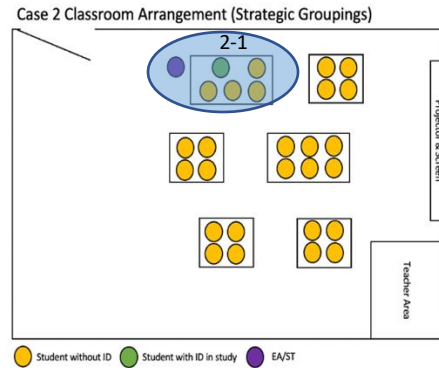 Case 2 Classroom Arrangement (Strategic Groupings)
2-1
Projector & Screen
Teacher Area
Student without ID
Student with ID in study
EA/ST